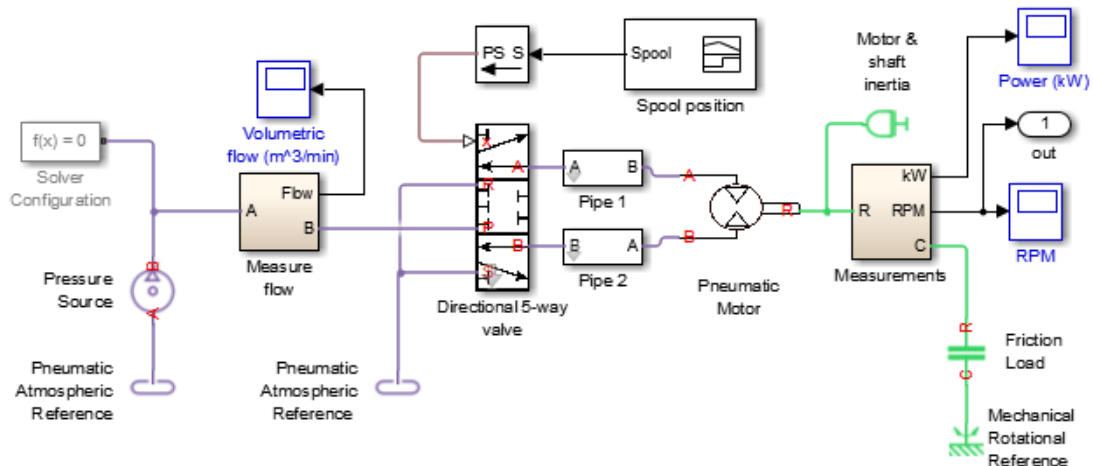 f(x) = 0
Solver
Configuration
Volumetric
flow (m^3/min)
A
Flow
B
Measure
flow
B
A
Pressure
Source
Pneumatic
Atmospheric
Reference
Pneumatic
Atmospheric
Reference
PS S
Spool
Spool position
X
A
R
P
B
S
Directional 5-way
valve
A B
Pipe 1
B A
Pipe 2
A
B
R
Pneumatic
Motor
Motor &
shaft
inertia
R
kW
RPM
C
Measurements
Power (kW)
1
out
RPM
R
C
Friction
Load
Mechanical
Rotational
Reference